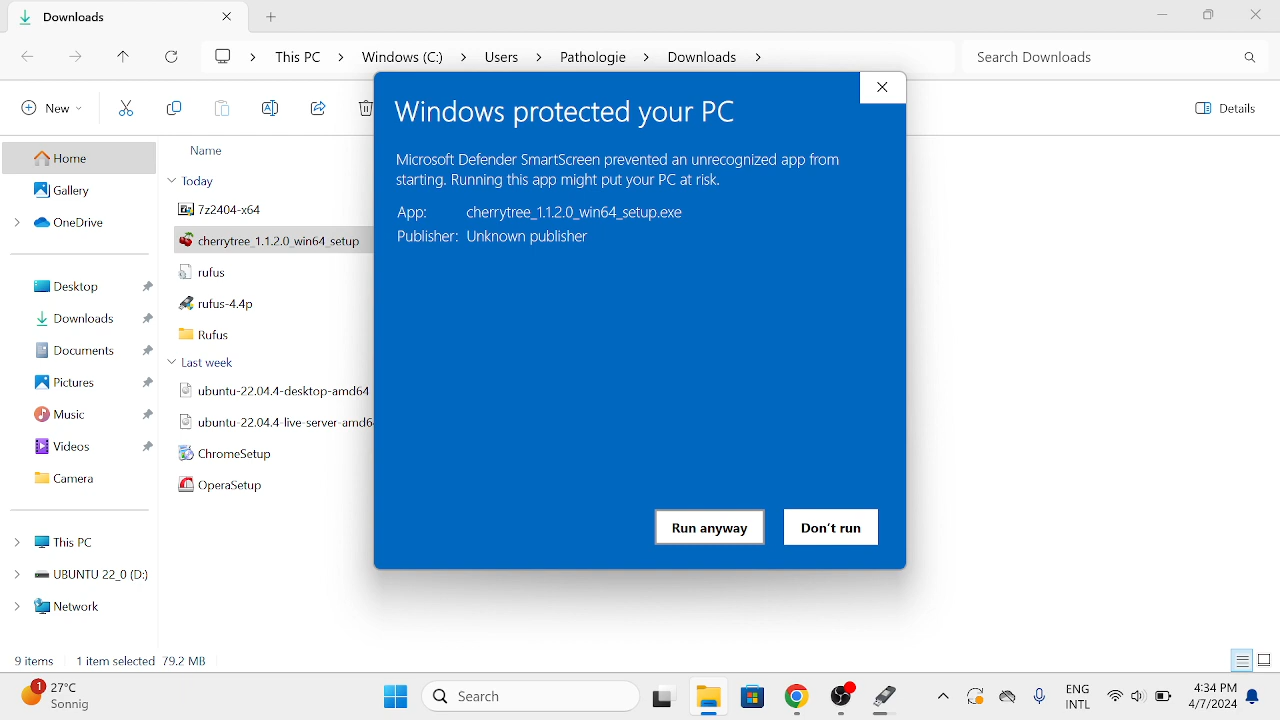 Downloads
This PC
Windows (C:)
Users
Pathologie
Downloads
Search Downloads
New
Details
Home
Gallery
OneDrive
Desktop
Downloads
Documents
Pictures
Music
Videos
Camera
This PC
UBUNTU 22_0 (D:)
Network
Name
Today
7z2404-x64
cherrytree_1.1.2.0_win64_setup
rufus
rufus-4.4p
Rufus
Last week
ubuntu-22.04.4-desktop-amd64
ubuntu-22.04.4-live-server-amd6
ChromeSetup
OperaSetup
Windows protected your PC
Microsoft Defender SmartScreen prevented an unrecognized app from
starting. Running this app might put your PC at risk.
App: cherrytree_1.1.2.0_win64_setup.exe
Publisher: Unknown publisher
Run anyway
Don't run
9 items 1 item selected 79.2 MB
1
27°C
Sonnig
Search
ENG
INTL
4:34 PM
4/7/2024